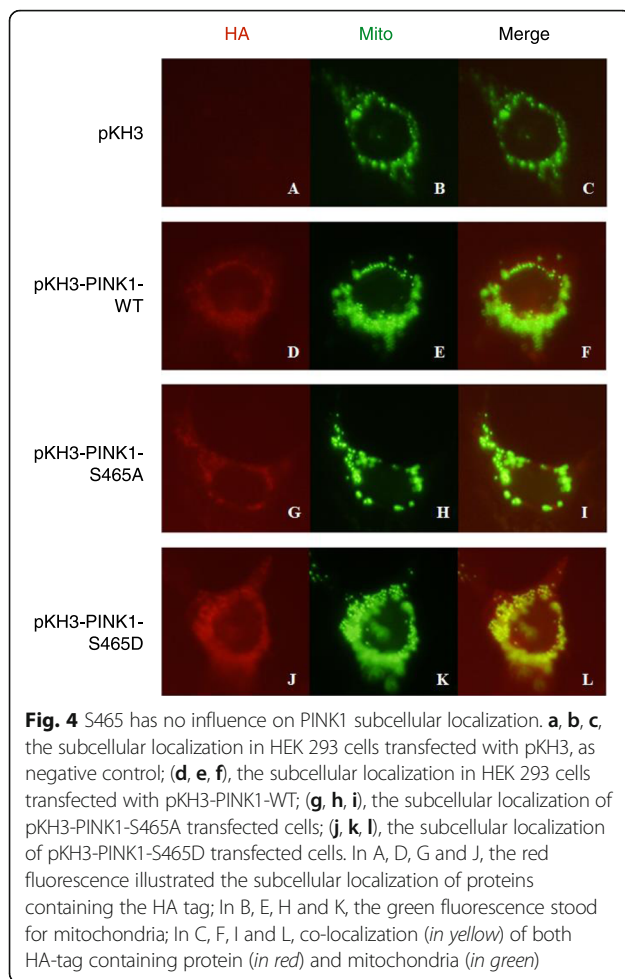 HA Mito Merge
pKH3
A B C
pKH3-PINK1-
WT
D E F
pKH3-PINK1-
S465A
G H I
pKH3-PINK1-
S465D
J K L
Fig. 4 S465 has no influence on PINK1 subcellular localization. a, b, c,
the subcellular localization in HEK 293 cells transfected with pKH3, as
negative control; (d, e, f), the subcellular localization in HEK 293 cells
transfected with pKH3-PINK1-WT; (g, h, i), the subcellular localization of
pKH3-PINK1-S465A transfected cells; (j, k, l), the subcellular localization
of pKH3-PINK1-S465D transfected cells. In A, D, G and J, the red
fluorescence illustrated the subcellular localization of proteins
containing the HA tag; In B, E, H and K, the green fluorescence stood
for mitochondria; In C, F, I and L, co-localization (in yellow) of both
HA-tag containing protein (in red) and mitochondria (in green)